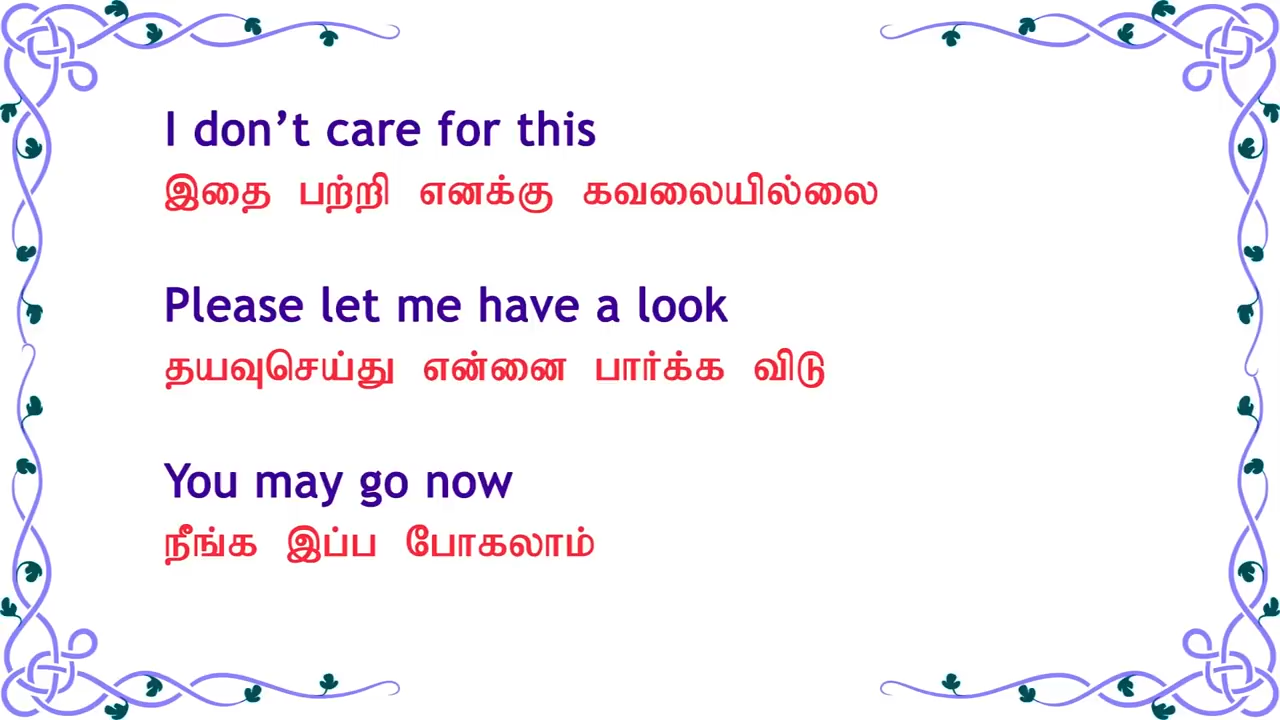 I don’t care for this
இதை பற்றி எனக்கு கவலையில்லை
Please let me have a look
தயவுசெய்து என்னை பார்க்க விடு
You may go now
நீங்க இப்ப போகலாம்